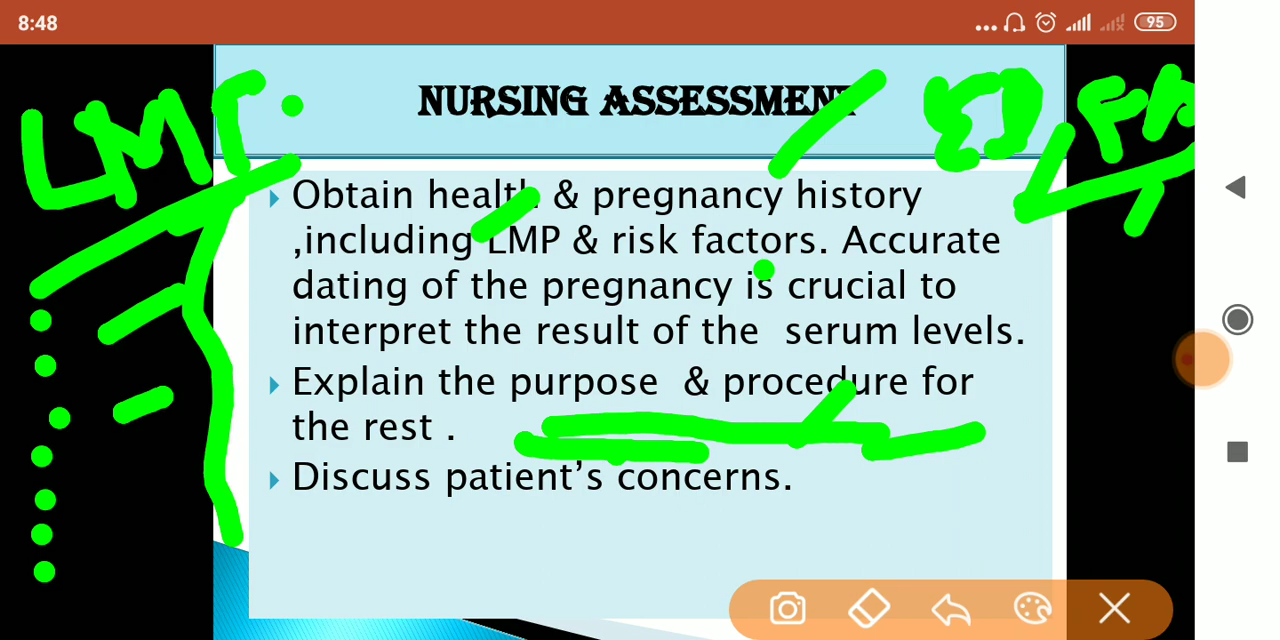 8:48
95
NURSING ASSESSMENT
LMP.
Obtain health & pregnancy history
,including LMP & risk factors. Accurate
dating of the pregnancy is crucial to
interpret the result of the serum levels.
Explain the purpose & procedure for
the rest .
Discuss patient’s concerns.